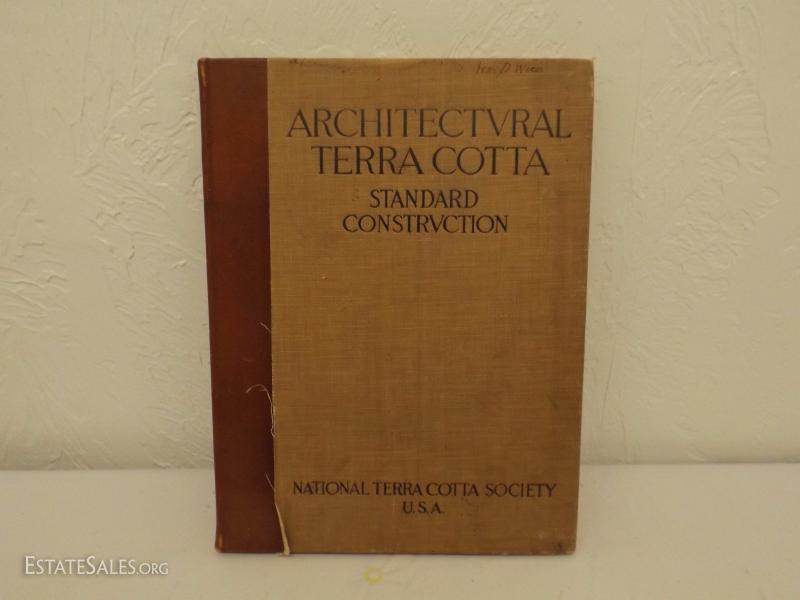 ARCHITECTVRAL
TERRA COTTA
STANDARD
CONSTRVCTION
NATIONAL TERRA COTTA SOCIETY
U.S.A.
ESTATESALES.ORG